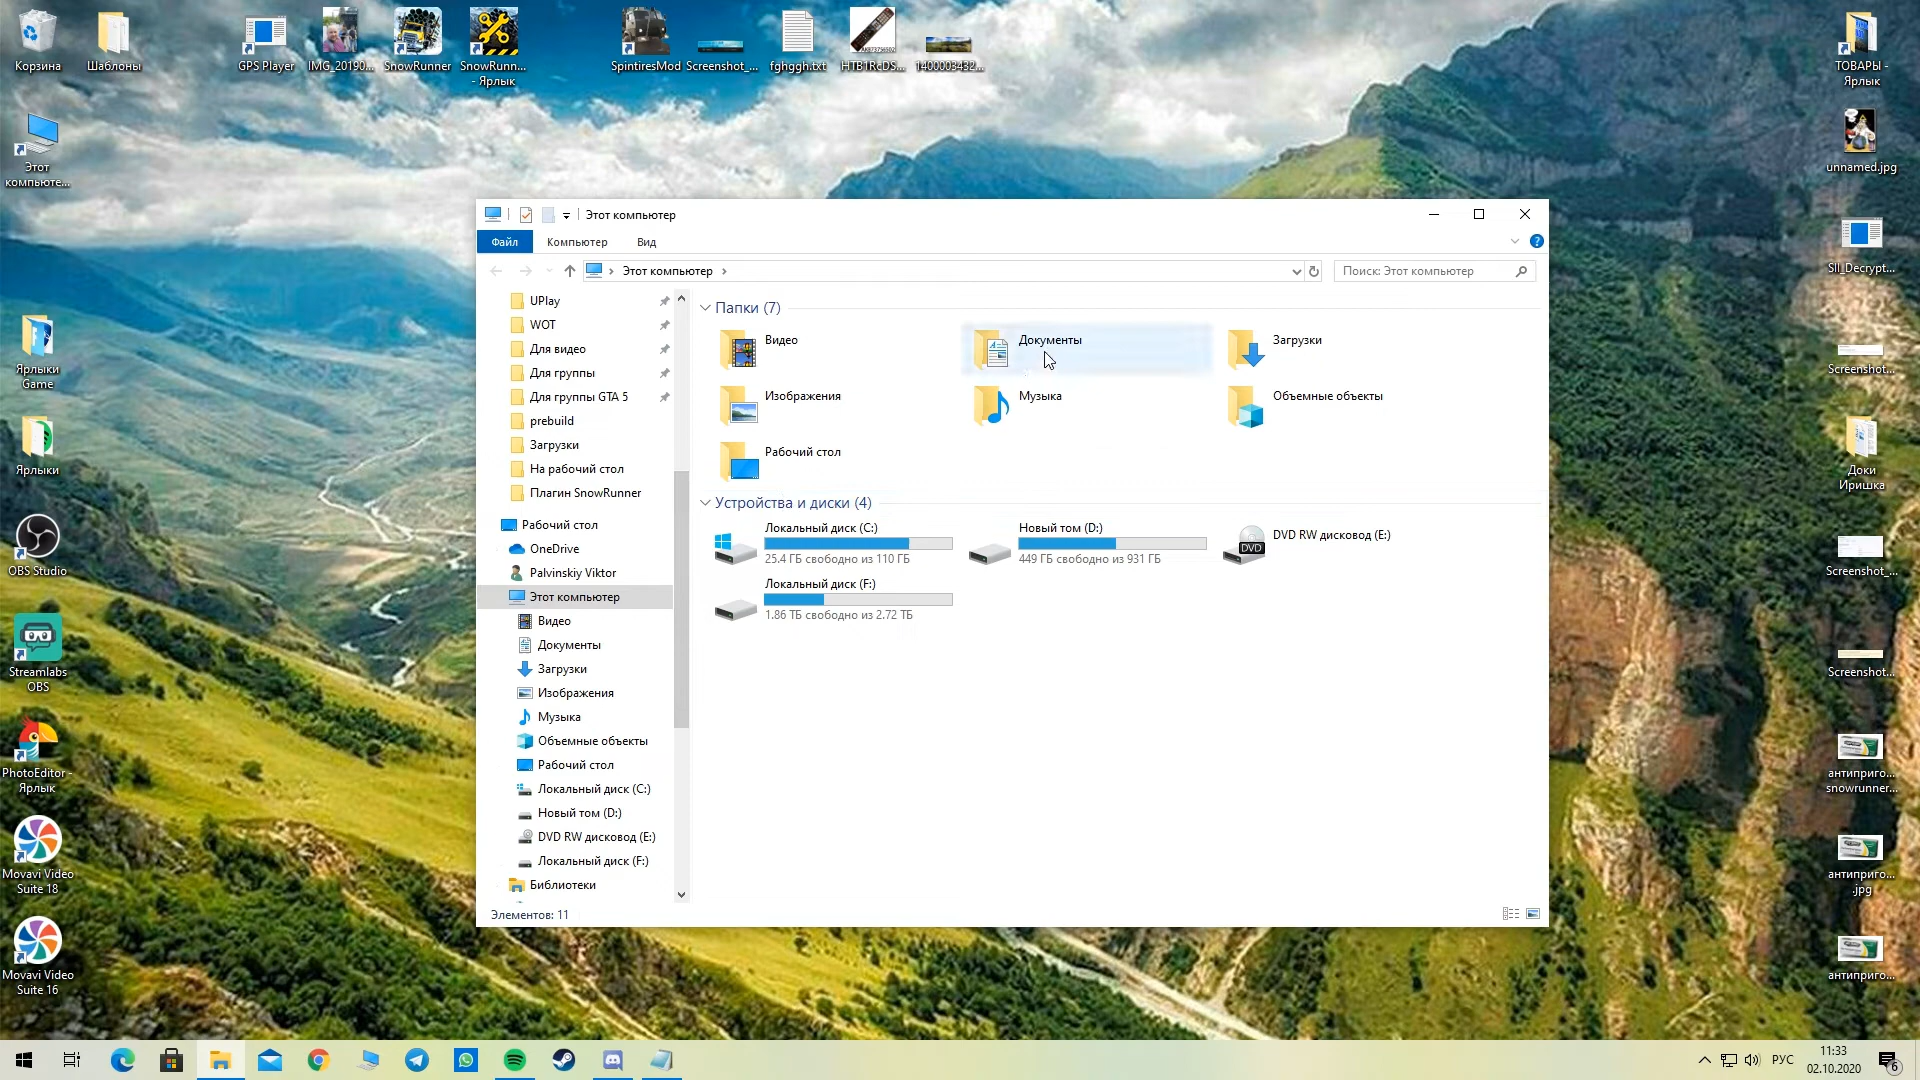 Корзина
Шаблоны
GPS Player
IMG_20190...
SnowRunner
SnowRunn...
- Ярлык
SpintiresMod
Screenshot_...
fghggh.txt
HTB1RcDS...
1400003432...
ТОВАРЫ -
Ярлык
Этот
компьюте...
unnamed.jpg
SII_Decrypt...
Ярлыки
Game
Screenshot...
Ярлыки
Доки
Иришка
OBS Studio
Screenshot_...
Streamlabs
OBS
Screenshot...
PhotoEditor -
Ярлык
антиприго...
snowrunner...
Movavi Video
Suite 18
антиприго...
.jpg
Movavi Video
Suite 16
антиприго...
Этот компьютер
Файл
Компьютер
Вид
Этот компьютер
Поиск: Этот компьютер
UPlay
WOT
Для видео
Для группы
Для группы GTA 5
prebuild
Загрузки
На рабочий стол
Плагин SnowRunner
Рабочий стол
OneDrive
Palvinskiy Viktor
Этот компьютер
Видео
Документы
Загрузки
Изображения
Музыка
Объемные объекты
Рабочий стол
Локальный диск (C:)
Новый том (D:)
DVD RW дисковод (E:)
Локальный диск (F:)
Библиотеки
Папки (7)
Видео
Документы
Загрузки
Изображения
Музыка
Объемные объекты
Рабочий стол
Устройства и диски (4)
Локальный диск (C:)
25.4 ГБ свободно из 110 ГБ
Новый том (D:)
449 ГБ свободно из 931 ГБ
DVD
DVD RW дисковод (E:)
Локальный диск (F:)
1.86 ТБ свободно из 2.72 ТБ
Элементов: 11
РУС
11:33
02.10.2020
6